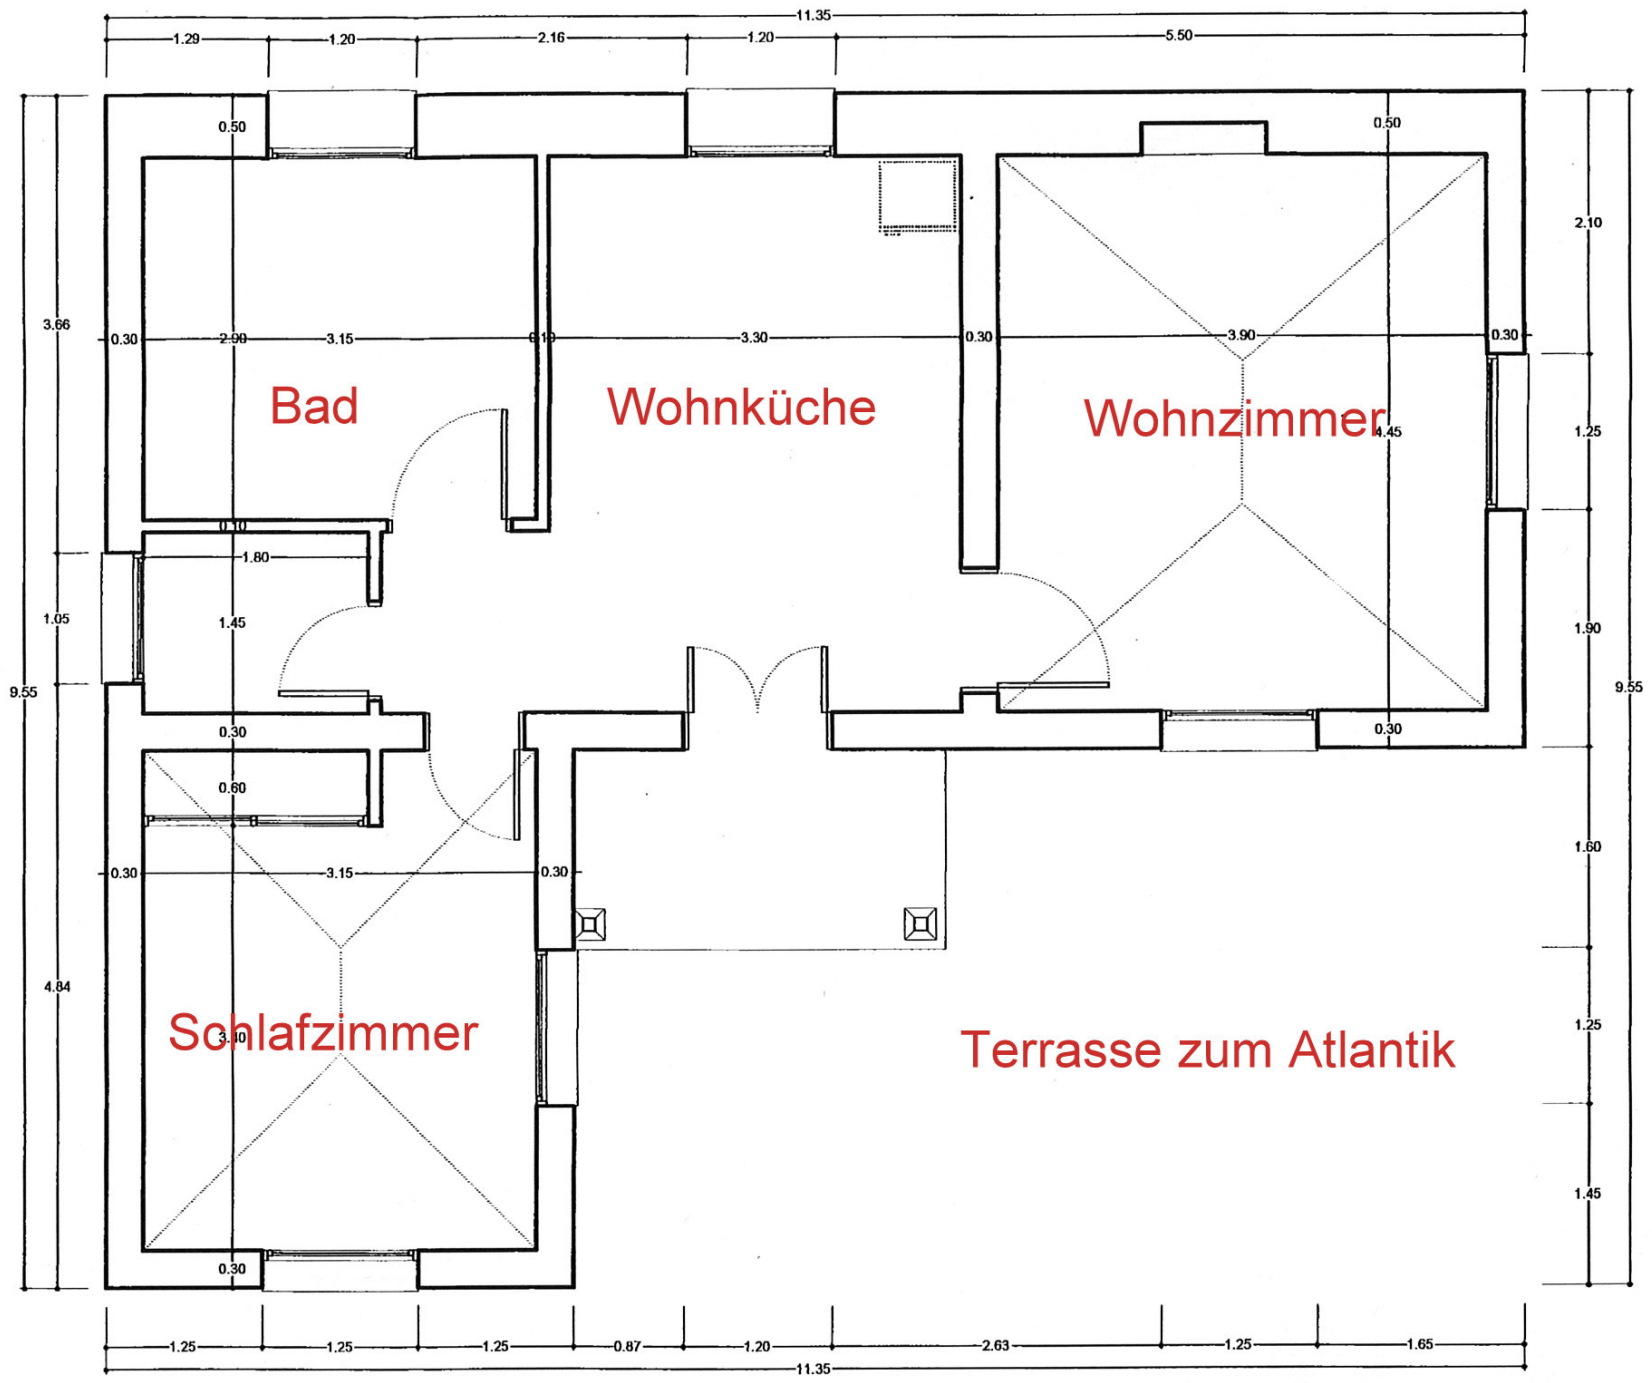 11.35
1.29 1.20 2.16 1.20 5.50
0.50 0.50
2.10
3.66
0.30 2.90 3.15 0.10 3.30 0.30 3.90 0.30
Bad Wohnküche Wohnzimmer
4.45 1.25
0.10
1.80
1.05 1.45 1.90
9.55 9.55
0.30 0.30
0.60
1.60
0.30 3.15 0.30
4.84
Schlafzimmer
3.40
1.25
Terrasse zum Atlantik
1.45
0.30
1.25 1.25 1.25 0.87 1.20 2.63 1.25 1.65
11.35